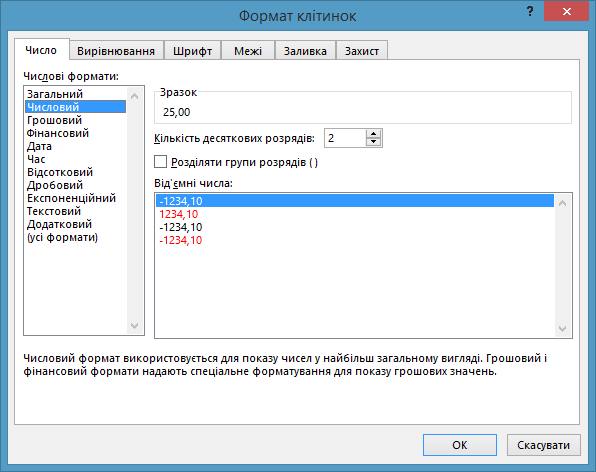 Формат клітинок
?
Число
Вирівнювання
Шрифт
Межі
Заливка
Захист
Числові формати:
Загальний
Числовий
Грошовий
Фінансовий
Дата
Час
Відсотковий
Дробовий
Експоненційний
Текстовий
Додатковий
(усі формати)
Зразок
25,00
Кількість десяткових розрядів: 2
Розділяти групи розрядів ( )
Від'ємні числа:
-1234,10
1234,10
-1234,10
-1234,10
Числовий формат використовується для показу чисел у найбільш загальному вигляді. Грошовий і
фінансовий формати надають спеціальне форматування для показу грошових значень.
OK
Скасувати